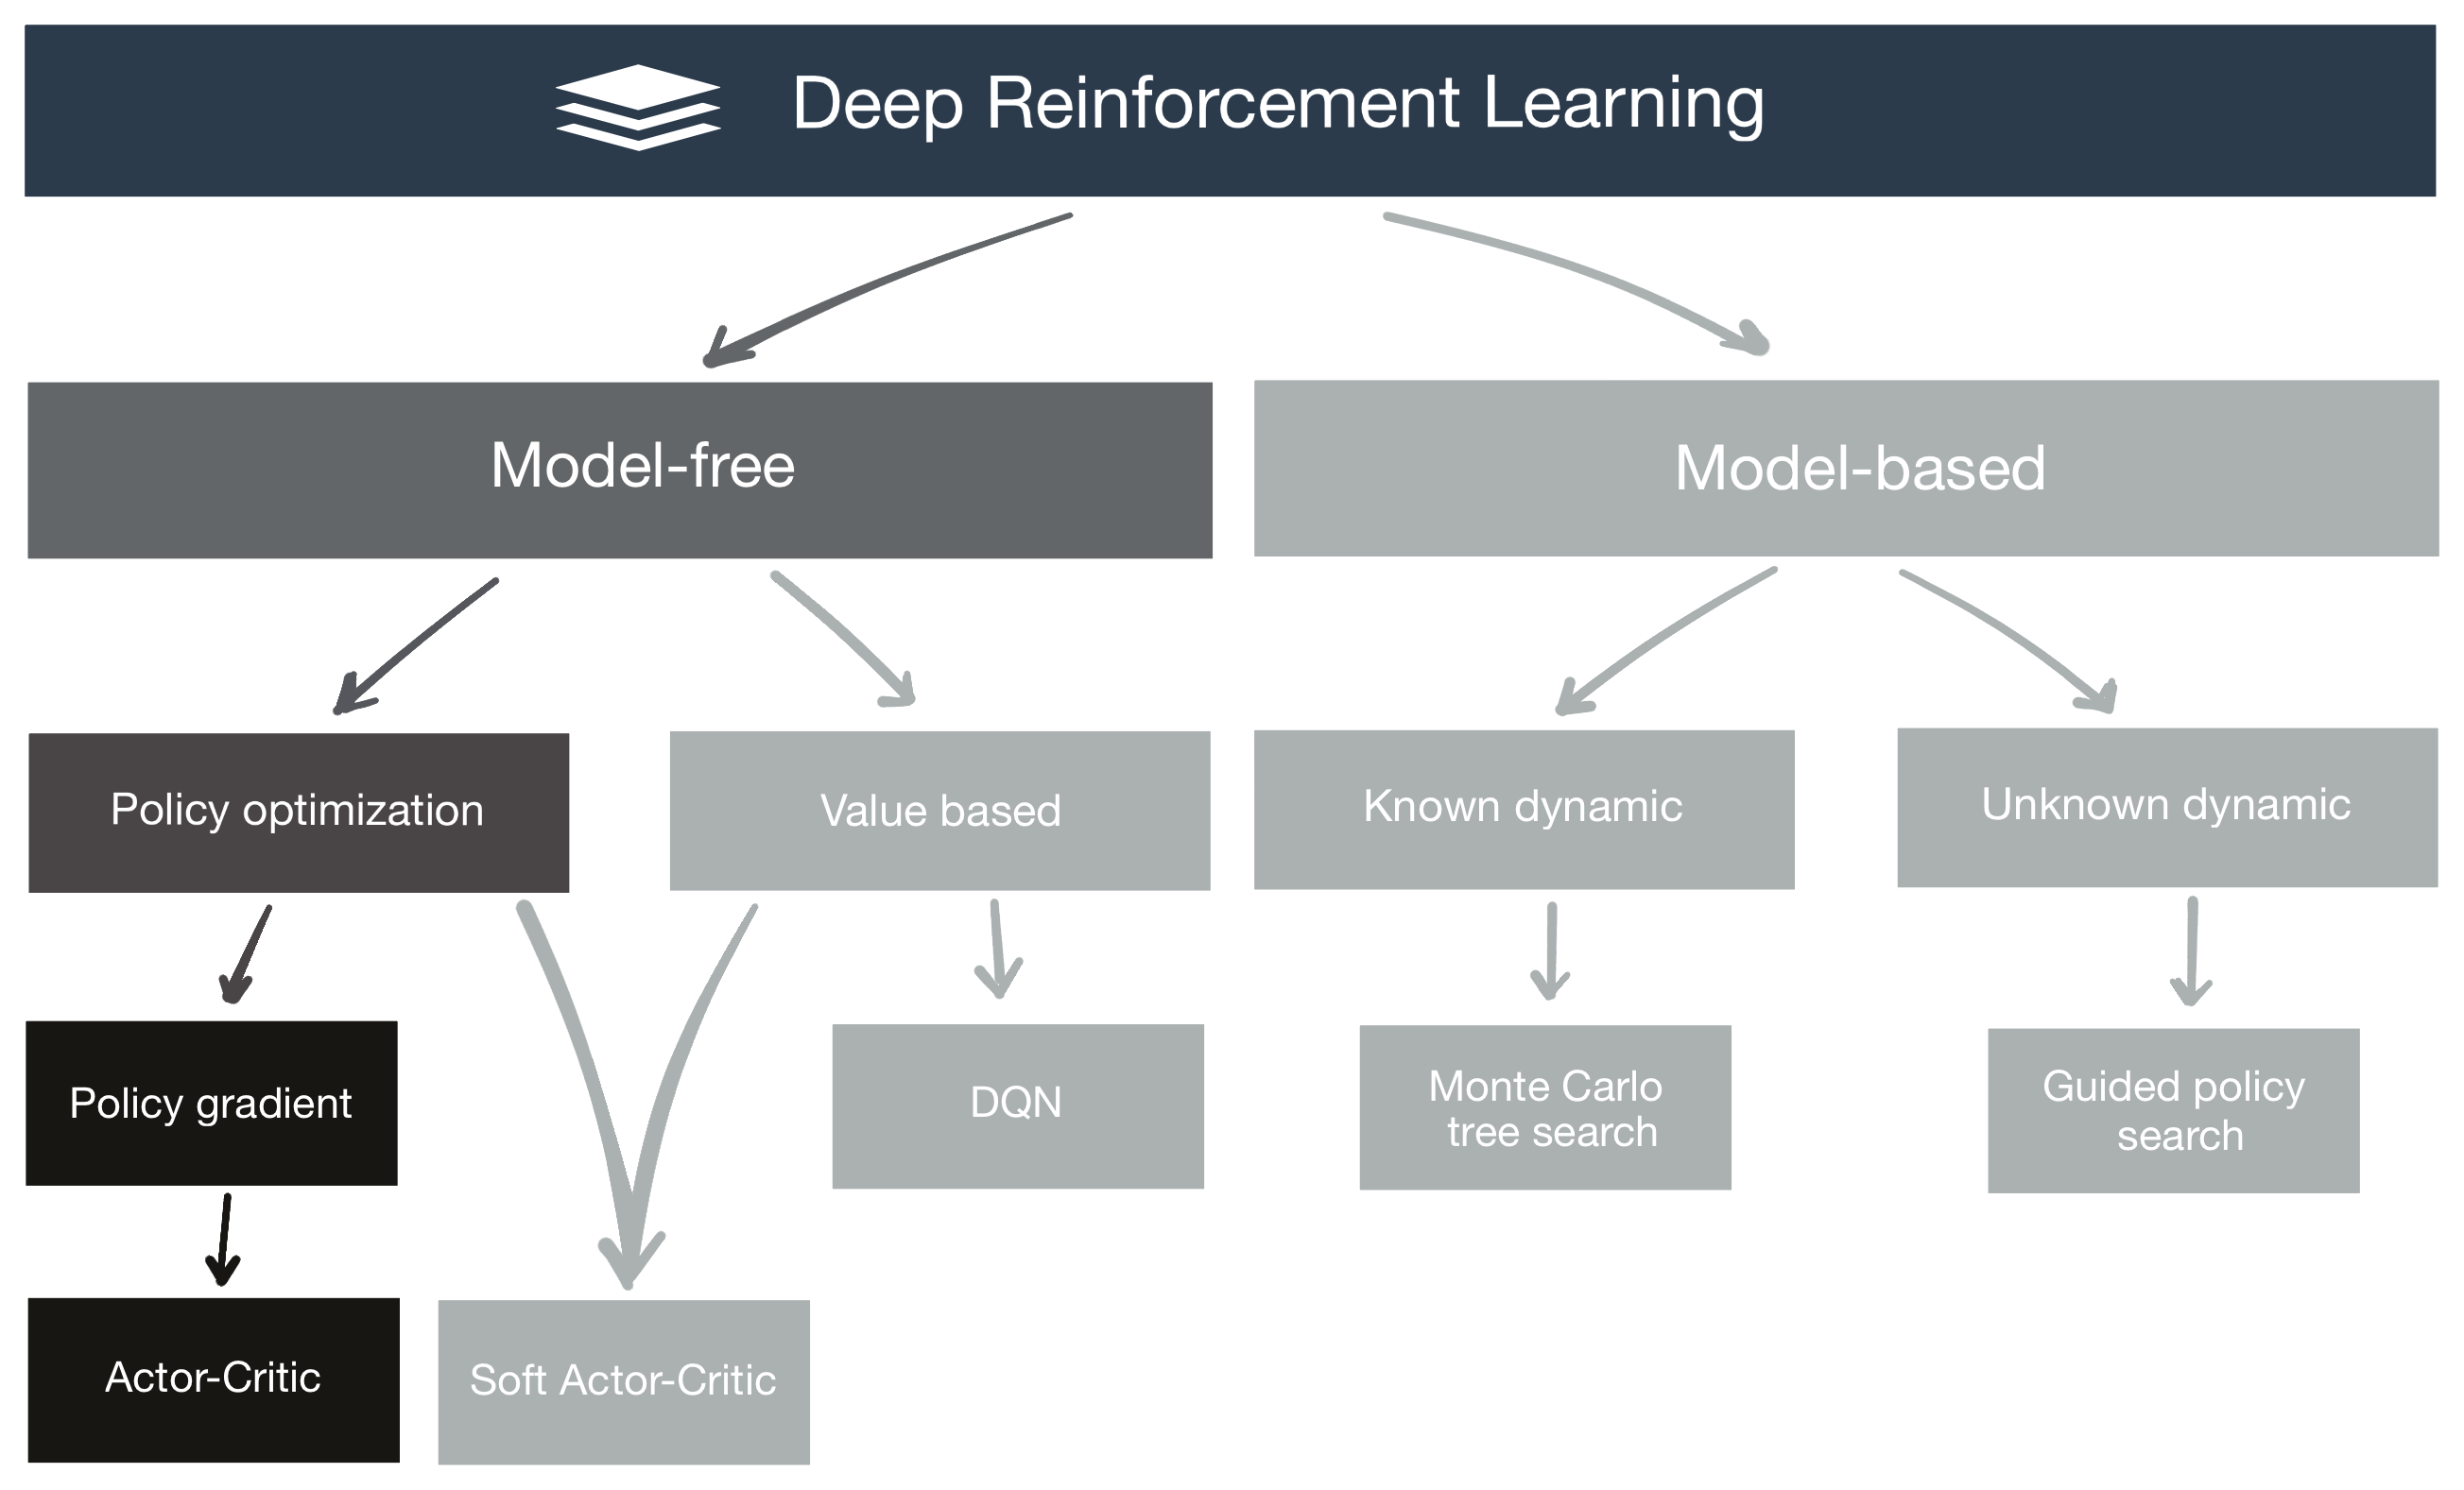 Deep Reinforcement Learning
Model-free
Model-based
Policy optimization
Value based
Known dynamic
Unknown dynamic
Policy gradient
DQN
Monte Carlo
tree search
Guided policy
search
Actor-Critic
Soft Actor-Critic